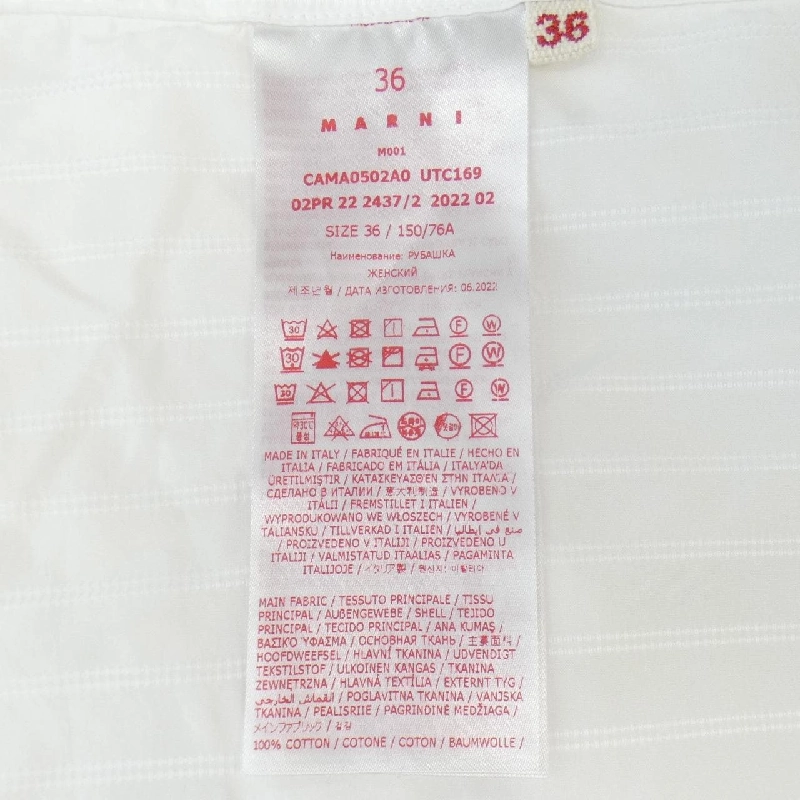 36
36
MARNI
M001
CAMA0502A0 UTC169
02PR 22 2437/2 2022 02
SIZE 36 / 150/76A
Наименование: РУБАШКА
ЖЕНСКИЙ
제조년월 / ДАТА ИЗГОТОВЛЕНИЯ: 06.2022
MADE IN ITALY / FABRIQUÉ EN ITALIE / HECHO EN
ITALIA / FABRICADO EM ITÁLIA / ITALYA'DA
ÜRETILMIŞTIR / ΚΑΤΑΣΚΕΥΑΣΘΕΝ ΣΤΗΝ ΙΤΑΛΙΑ /
СДЕЛАНО В ИТАЛИИ / 意大利制造 / VYROBENO V
ITÁLII / FREMSTILLET I ITALIEN /
WYPRODUKOWANO WE WŁOSZECH / VYROBENÉ V
TALIANSKU / TILLVERKAD I ITALIEN / صنع في إيطاليا
/ PROIZVEDENO V ITALIJI / PROIZVEDENO U
ITALIJI / VALMISTATUD ITAALIAS / PAGAMINTA
ITALIJOJE / イタリア製 / 원산지: 이탈리아
MAIN FABRIC / TESSUTO PRINCIPALE / TISSU
PRINCIPAL / AUßENGEWEBE / SHELL / TEJIDO
PRINCIPAL / TECIDO PRINCIPAL / ANA KUMAŞ /
ΒΑΣΙΚΌ ΎΦΑΣΜΑ / ОСНОВНАЯ ТКАНЬ / 主要面料 /
HOOFDWEEFSEL / HLAVNÍ TKANINA / UDVENDIGT
TEKSTILSTOF / ULKOINEN KANGAS / TKANINA
ZEWNĘTRZNA / HLAVNÁ TEXTÍLIA / EXTERNT TYG /
القماش الخارجي / POGLAVITNA TKANINA / VANJSKA
TKANINA / PEALISRIIE / PAGRINDINĖ MEDŽIAGA /
メインファブリック / 겉감
100% COTTON / COTONE / COTON / BAUMWOLLE /